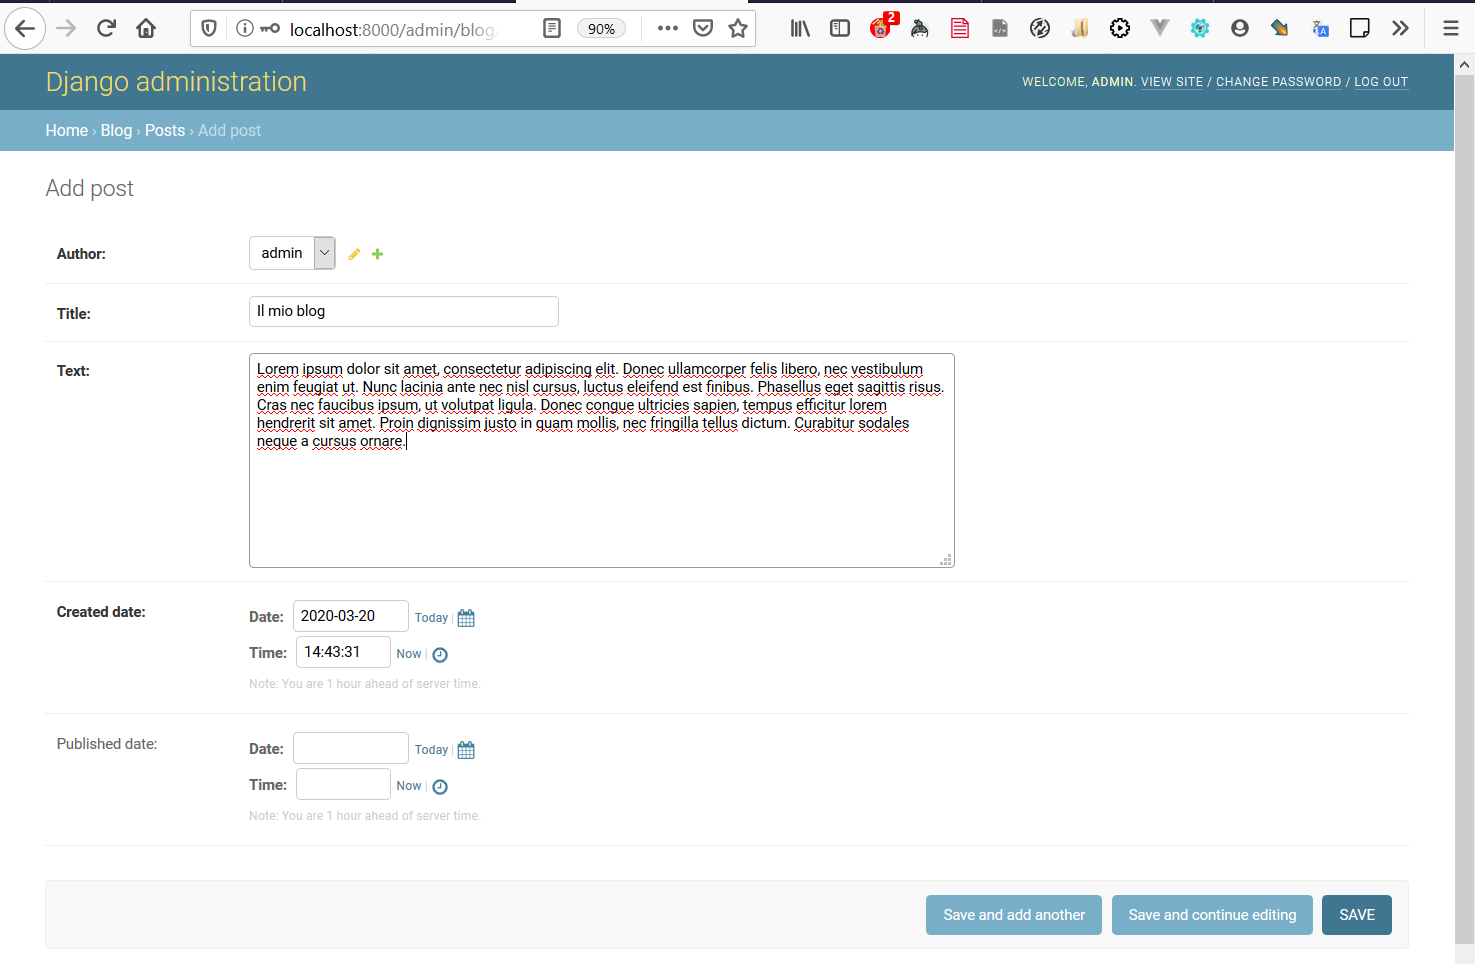 localhost:8000/admin/blog
90%
2
Django administration
WELCOME, ADMIN. VIEW SITE / CHANGE PASSWORD / LOG OUT
Home › Blog › Posts › Add post
Add post
Author:
admin
Title:
Il mio blog
Text:
Lorem ipsum dolor sit amet, consectetur adipiscing elit. Donec ullamcorper felis libero, nec vestibulum
enim feugiat ut. Nunc lacinia ante nec nisl cursus, luctus eleifend est finibus. Phasellus eget sagittis risus.
Cras nec faucibus ipsum, ut volutpat ligula. Donec congue ultricies sapien, tempus efficitur lorem
hendrerit sit amet. Proin dignissim justo in quam mollis, nec fringilla tellus dictum. Curabitur sodales
neque a cursus ornare.
Created date:
Date: 2020-03-20 Today |
Time: 14:43:31 Now |
Note: You are 1 hour ahead of server time.
Published date:
Date: Today |
Time: Now |
Note: You are 1 hour ahead of server time.
Save and add another
Save and continue editing
SAVE